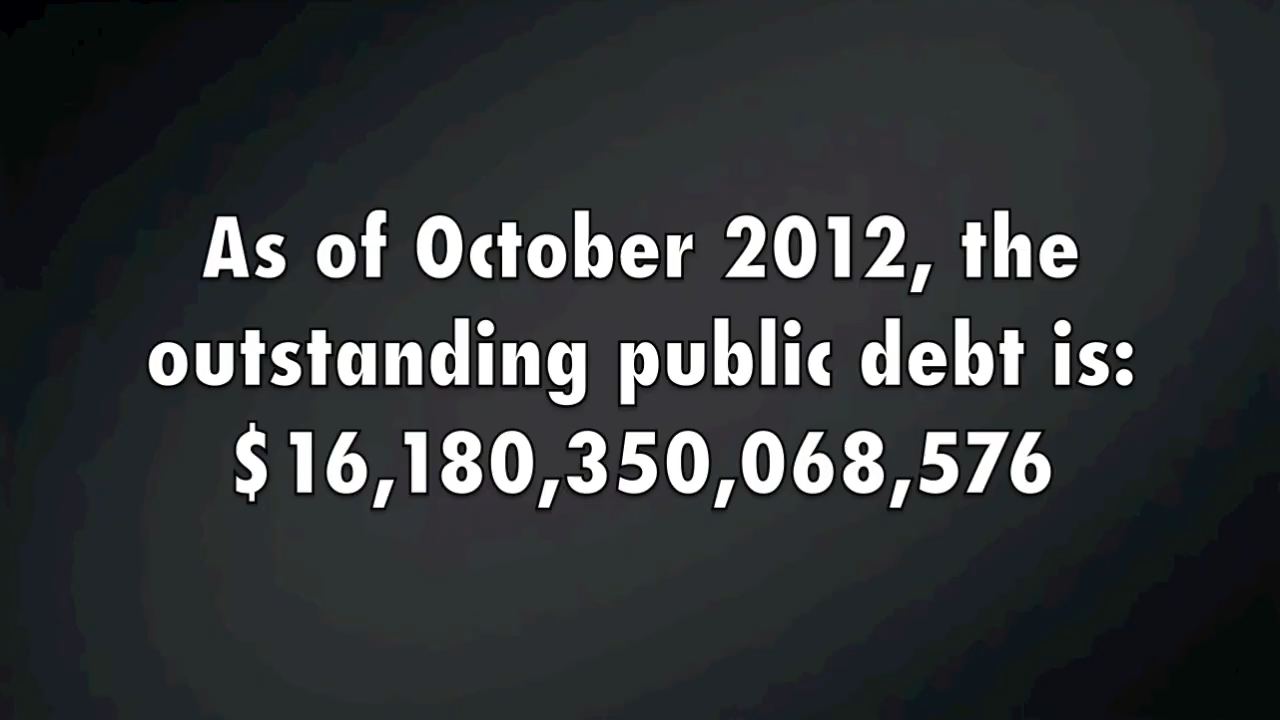 As of October 2012, the
outstanding public debt is:
$16,180,350,068,576